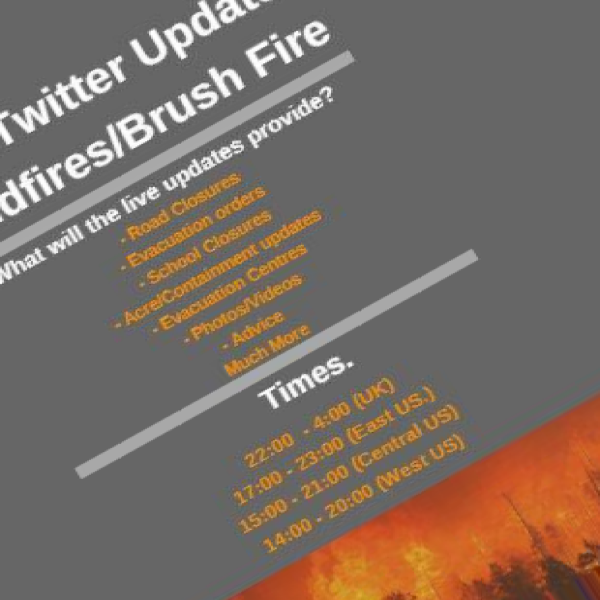 Twitter
dfires/Brush Fire
What will the live updates provide?
- Road Closures
- Evacuation orders
- School Closures
- Acre/Containment updates
- Evacuation Centres
- Photos/Videos
- Advice
Much More
Times.
22:00 - 4:00 (UK)
17:00 - 23:00 (East US.)
15:00 - 21:00 (Central US)
14:00 - 20:00 (West US)